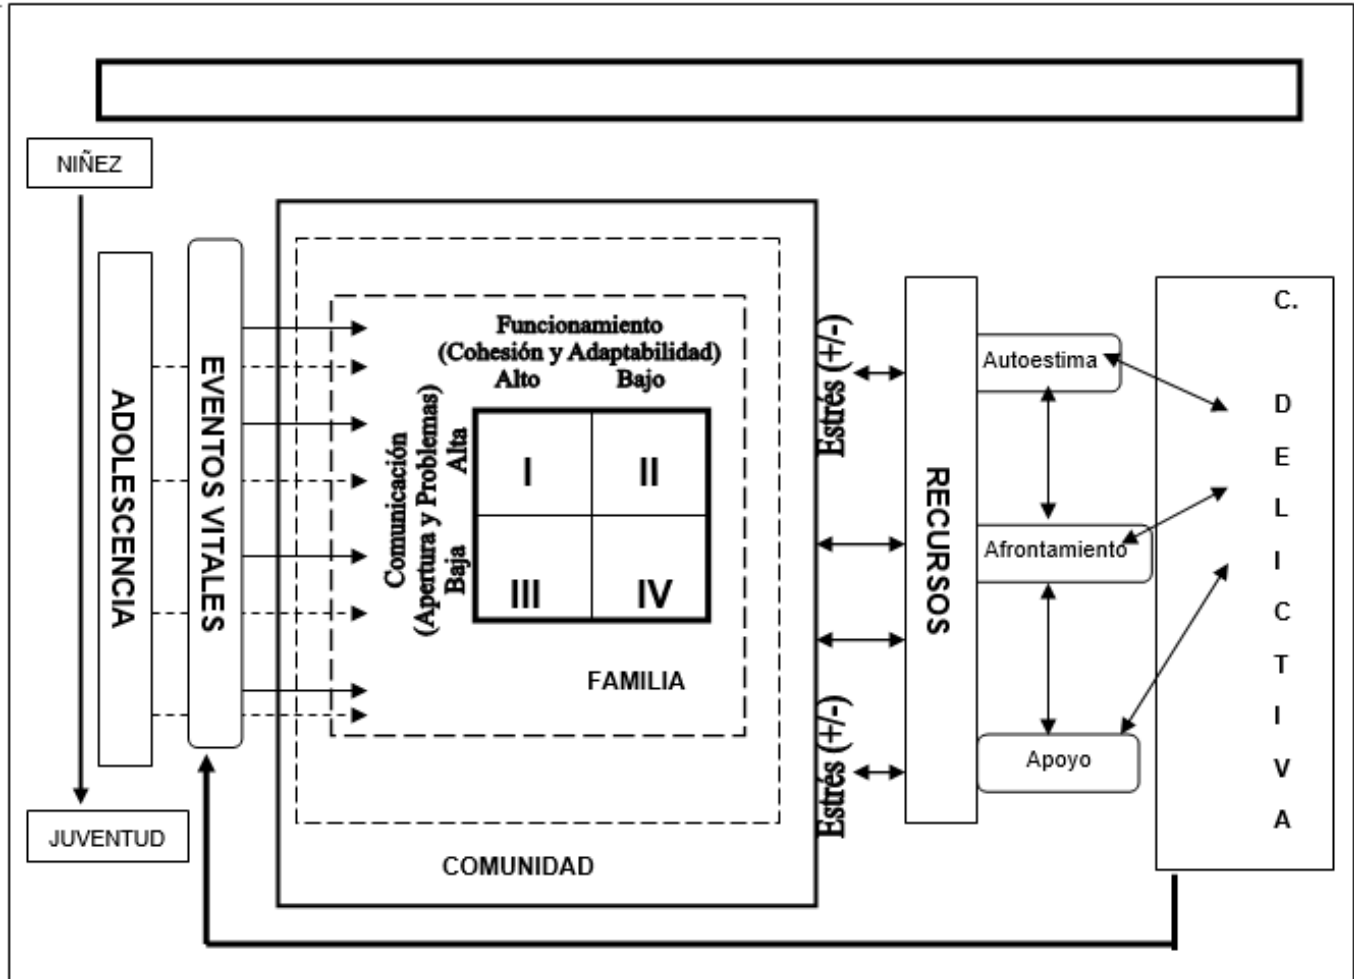 NIÑEZ
ADOLESCENCIA
JUVENTUD
EVENTOS VITALES
Funcionamiento
(Cohesión y Adaptabilidad)
Alto Bajo
Comunicación
(Apertura y Problemas)
Alta
Baja
I II
III IV
FAMILIA
COMUNIDAD
Estrés (+/-)
Estrés (+/-)
RECURSOS
Autoestima
Afrontamiento
Apoyo
C.
D
E
L
I
C
T
I
V
A